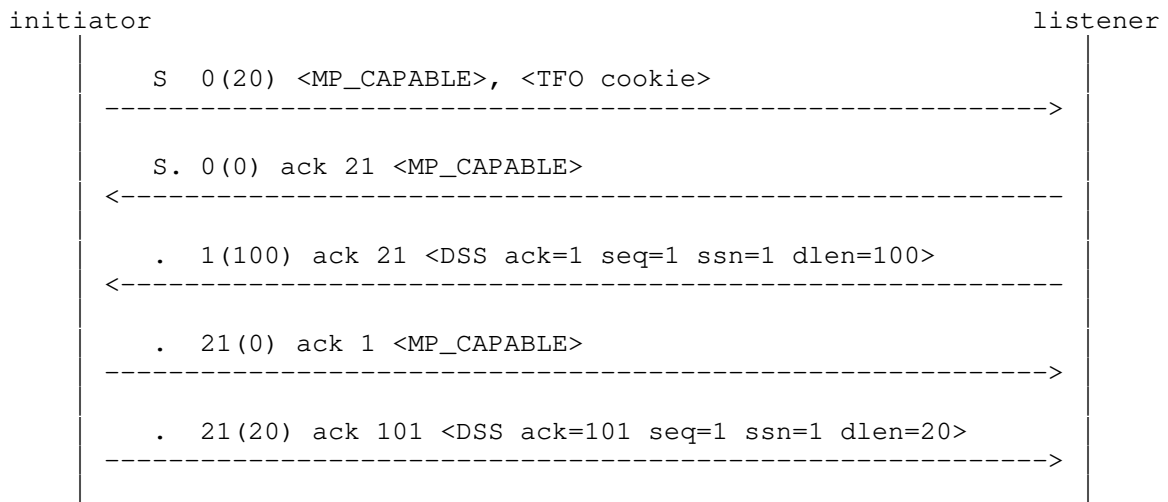 initiator listener
S 0(20) <MP_CAPABLE>, <TFO cookie>
S. 0(0) ack 21 <MP_CAPABLE>
. 1(100) ack 21 <DSS ack=1 seq=1 ssn=1 dlen=100>
. 21(0) ack 1 <MP_CAPABLE>
. 21(20) ack 101 <DSS ack=101 seq=1 ssn=1 dlen=20>